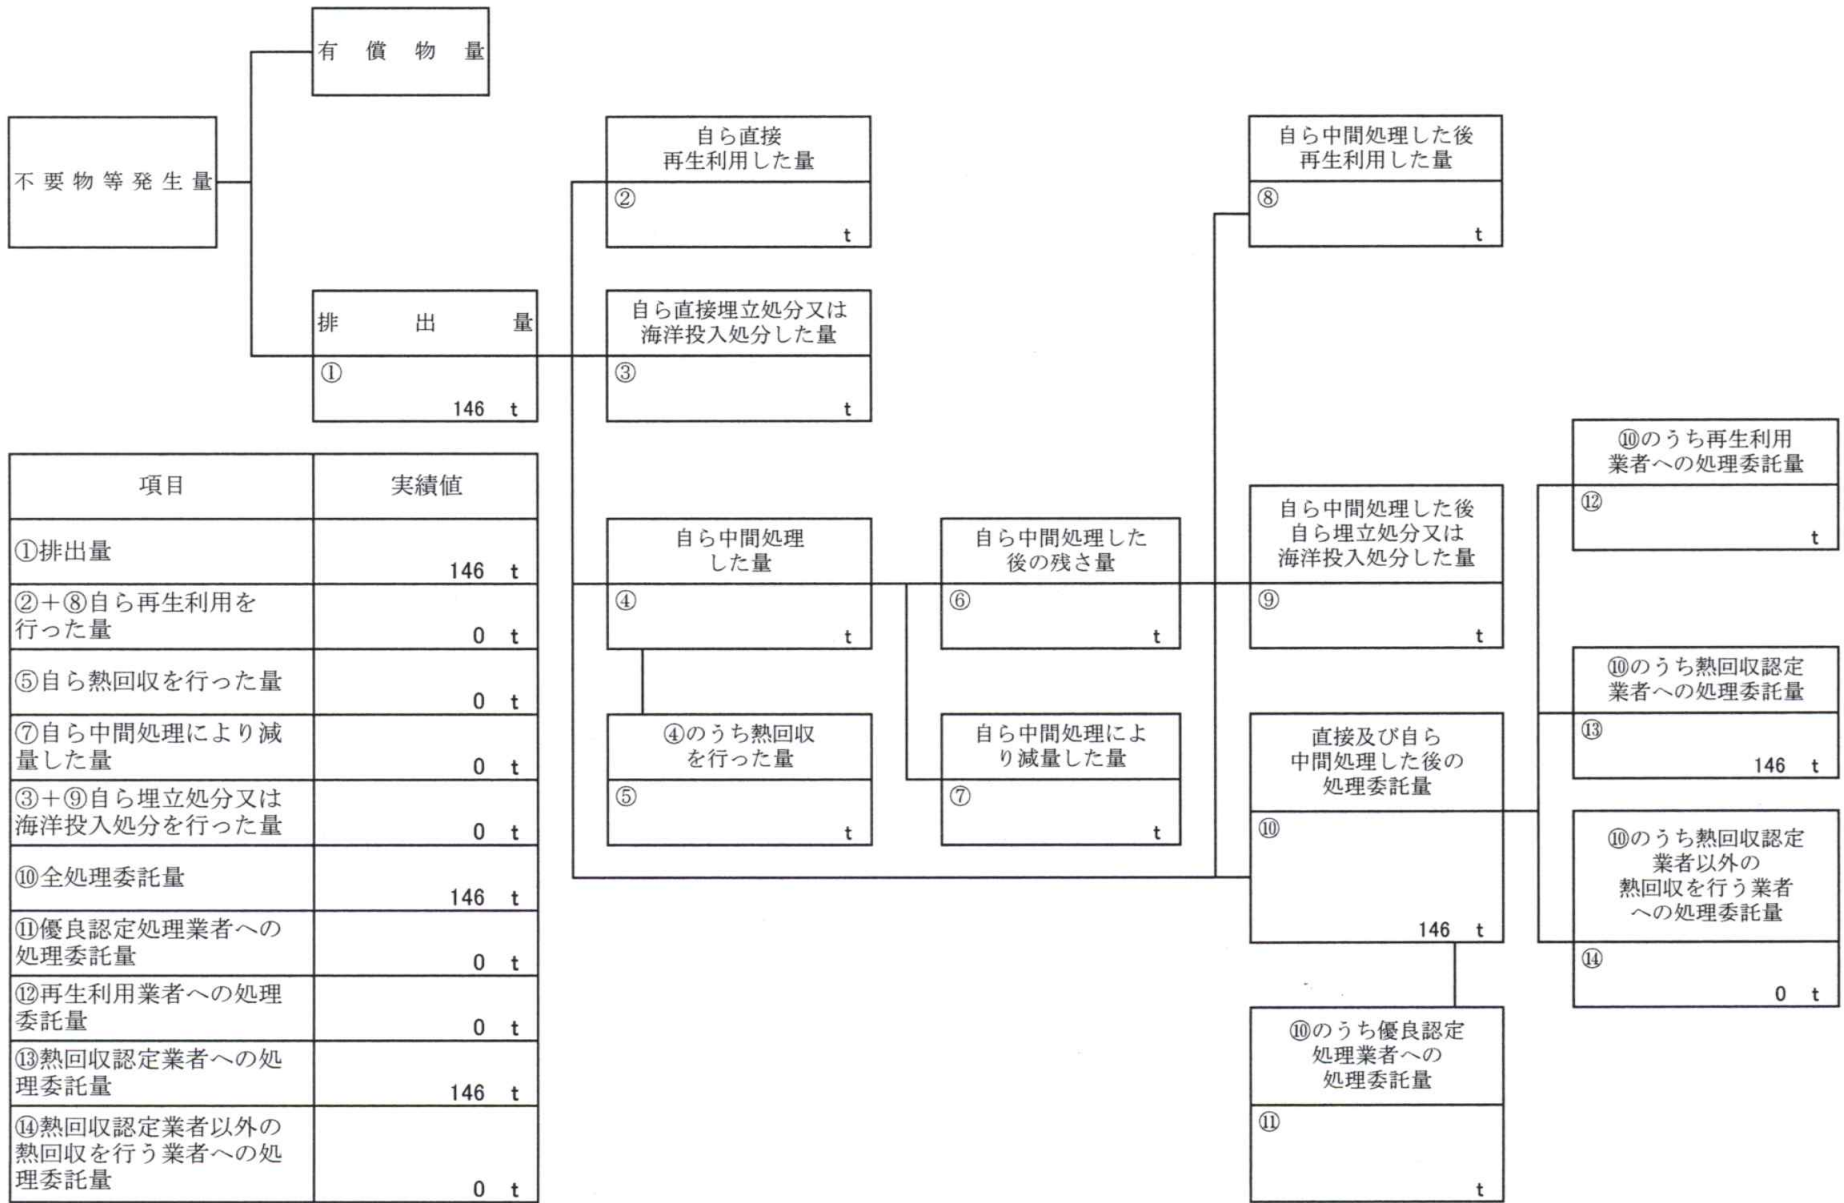 有償物量
不要物等発生量
排出量
①
146 t
自ら直接
再生利用した量
②
t
自ら直接埋立処分又は
海洋投入処分した量
③
t
自ら中間処理
した量
④
t
④のうち熱回収
を行った量
⑤
t
自ら中間処理した
後の残さ量
⑥
t
自ら中間処理によ
り減量した量
⑦
t
自ら中間処理した後
再生利用した量
⑧
t
自ら中間処理した後
自ら埋立処分又は
海洋投入処分した量
⑨
t
直接及び自ら
中間処理した後の
処理委託量
⑩
146 t
⑩のうち優良認定
処理業者への
処理委託量
⑪
t
⑩のうち再生利用
業者への処理委託量
⑫
t
⑩のうち熱回収認定
業者への処理委託量
⑬
146 t
⑩のうち熱回収認定
業者以外の
熱回収を行う業者
への処理委託量
⑭
0 t
項目 実績値
①排出量
146 t
②+⑧自ら再生利用を
行った量
0 t
⑤自ら熱回収を行った量
0 t
⑦自ら中間処理により減
量した量
0 t
③+⑨自ら埋立処分又は
海洋投入処分を行った量
0 t
⑩全処理委託量
146 t
⑪優良認定処理業者への
処理委託量
0 t
⑫再生利用業者への処理
委託量
0 t
⑬熱回収認定業者への処
理委託量
146 t
⑭熱回収認定業者以外の
熱回収を行う業者への処
理委託量
0 t